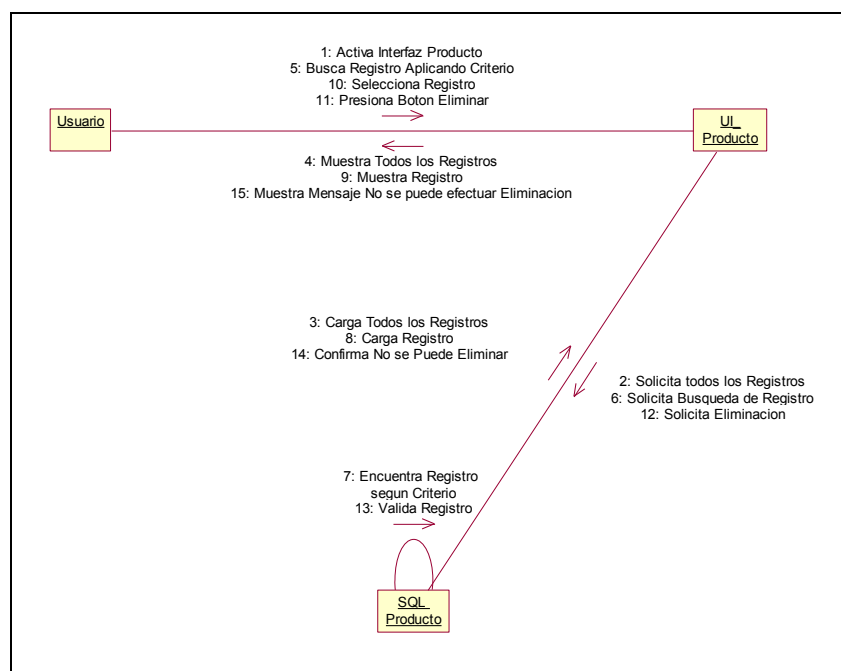 1: Activa Interfaz Producto
5: Busca Registro Aplicando Criterio
10: Selecciona Registro
11: Presiona Boton Eliminar
Usuario
UI_
Producto
4: Muestra Todos los Registros
9: Muestra Registro
15: Muestra Mensaje No se puede efectuar Eliminacion
3: Carga Todos los Registros
8: Carga Registro
14: Confirma No se Puede Eliminar
2: Solicita todos los Registros
6: Solicita Busqueda de Registro
12: Solicita Eliminacion
7: Encuentra Registro
segun Criterio
13: Valida Registro
SQL_
Producto